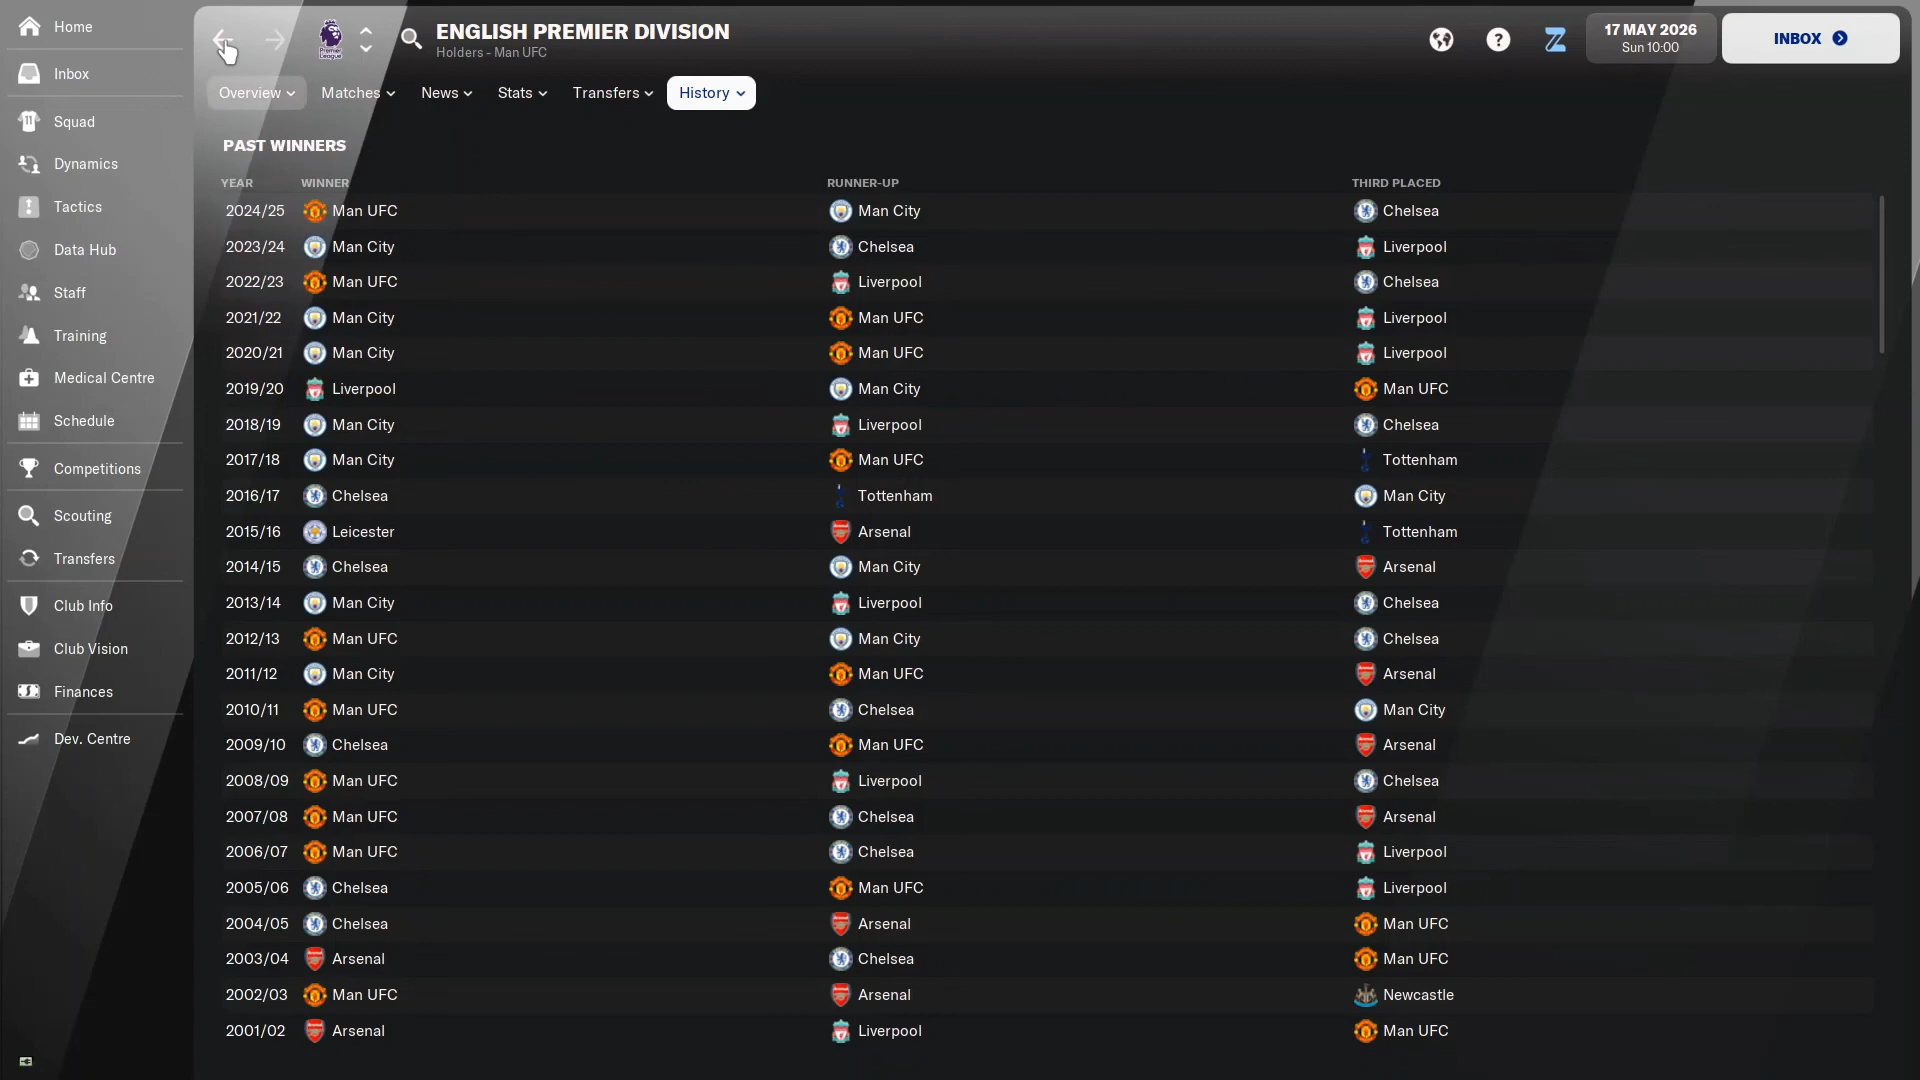 Home
Inbox
Squad
Dynamics
Tactics
Data Hub
Staff
Training
Medical Centre
Schedule
Competitions
Scouting
Transfers
Club Info
Club Vision
Finances
Dev. Centre
Premier League
ENGLISH PREMIER DIVISION
Holders - Man UFC
17 MAY 2026
Sun 10:00
INBOX
Overview Matches News Stats Transfers History
PAST WINNERS
YEAR WINNER RUNNER-UP THIRD PLACED
2024/25 Man UFC Man City Chelsea
2023/24 Man City Chelsea Liverpool
2022/23 Man UFC Liverpool Chelsea
2021/22 Man City Man UFC Liverpool
2020/21 Man City Man UFC Liverpool
2019/20 Liverpool Man City Man UFC
2018/19 Man City Liverpool Chelsea
2017/18 Man City Man UFC Tottenham
2016/17 Chelsea Tottenham Man City
2015/16 Leicester Arsenal Tottenham
2014/15 Chelsea Man City Arsenal
2013/14 Man City Liverpool Chelsea
2012/13 Man UFC Man City Chelsea
2011/12 Man City Man UFC Arsenal
2010/11 Man UFC Chelsea Man City
2009/10 Chelsea Man UFC Arsenal
2008/09 Man UFC Liverpool Chelsea
2007/08 Man UFC Chelsea Arsenal
2006/07 Man UFC Chelsea Liverpool
2005/06 Chelsea Man UFC Liverpool
2004/05 Chelsea Arsenal Man UFC
2003/04 Arsenal Chelsea Man UFC
2002/03 Man UFC Arsenal Newcastle
2001/02 Arsenal Liverpool Man UFC